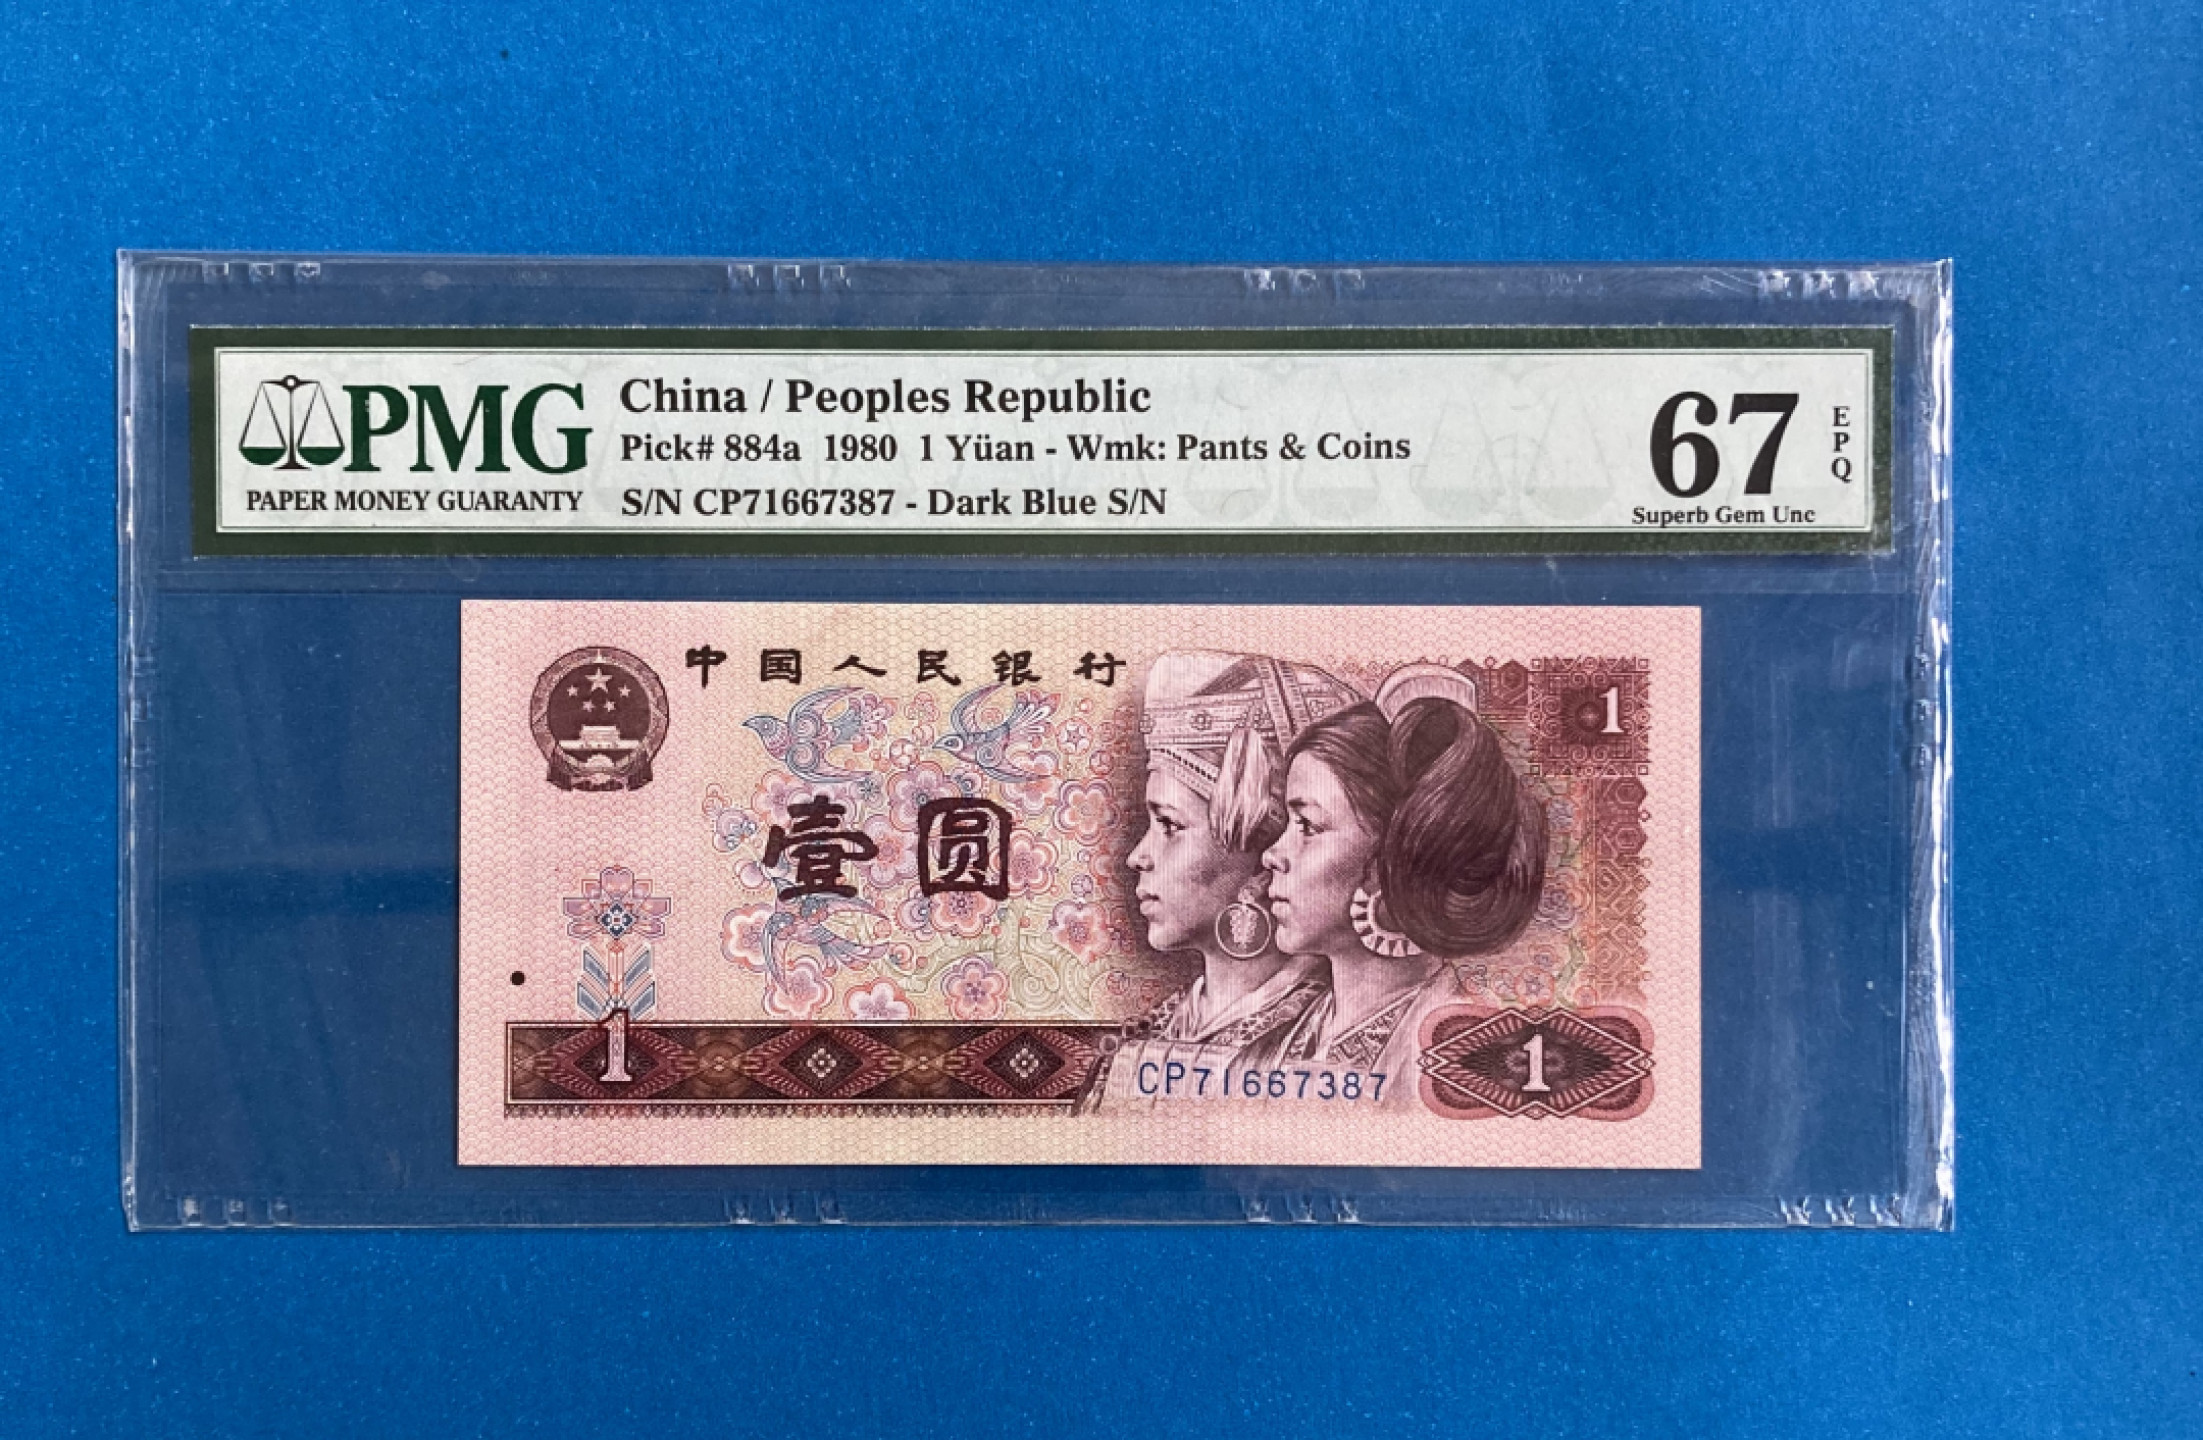 PMG
PAPER MONEY GUARANTY
China / Peoples Republic
Pick# 884a 1980 1 Yüan - Wmk: Pants & Coins
S/N CP71667387 - Dark Blue S/N
67
EPQ
Superb Gem Unc
中国人民银行
1
壹圆
1
CP71667387
1